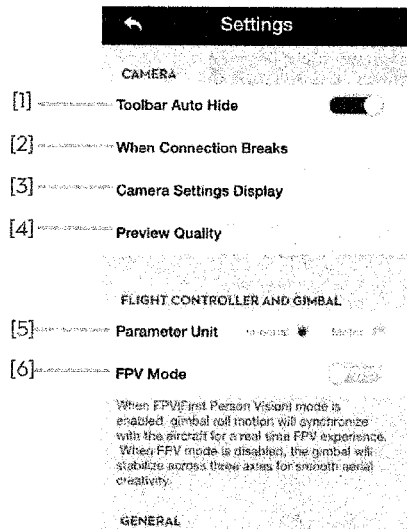 Settings
CAMERA
[1] Toolbar Auto Hide
[2] When Connection Breaks
[3] Camera Settings Display
[4] Preview Quality
FLIGHT CONTROLLER AND GIMBAL
[5] Parameter Unit
[6] FPV Mode
When FPV(First Person Vision) mode is
enabled, gimbal roll motion will synchronize
with the aircraft for a real time FPV experience.
When FPV mode is disabled, the gimbal will
stabilize across three axes for smooth aerial
creativity.
GENERAL